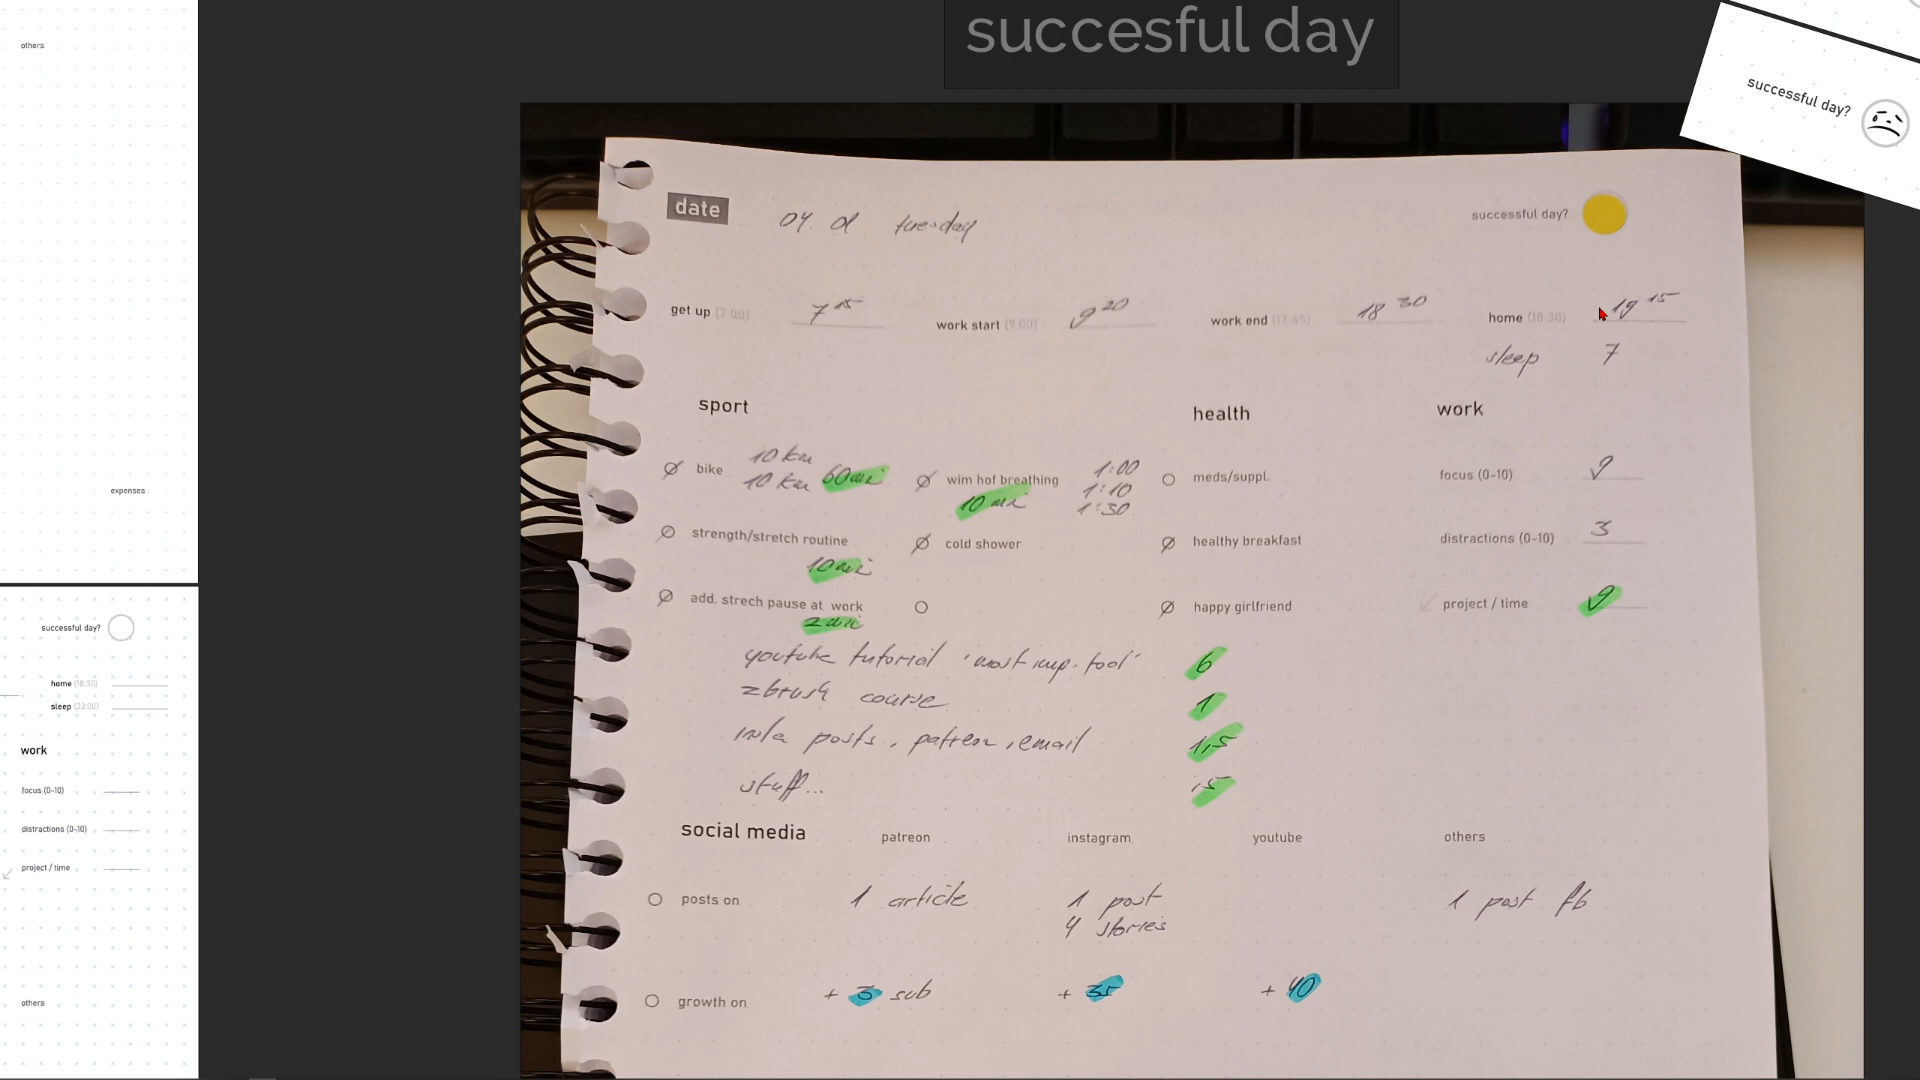 others
expenses
successful day?
home (18:30)
sleep (23:00)
work
focus (0-10)
distractions (0-10)
project / time
others
succesful day
successful day?
date 04. 01 tuesday
successful day?
get up (7:00) 7 15
work start (9:00) 9 20
work end (17:45) 18 30
home (18:30) 19 15
sleep 7
sport
health
work
bike 10 km
10 km 60 min
wim hof breathing 1:00
10 min 1:10
1:30
meds/suppl.
focus (0-10) 9
strength/stretch routine
10 min
cold shower
healthy breakfast
distractions (0-10) 3
add. strech pause at work
2 min
happy girlfriend
project / time 9
youtube tutorial 'most imp. tool' 6
zbrush course 1
insta posts, patreon, email 1,5
stuff... ,5
social media
patreon
instagram
youtube
others
posts on
1 article
1 post
4 stories
1 post fb
growth on
+ 3 sub
+ 35
+ 40